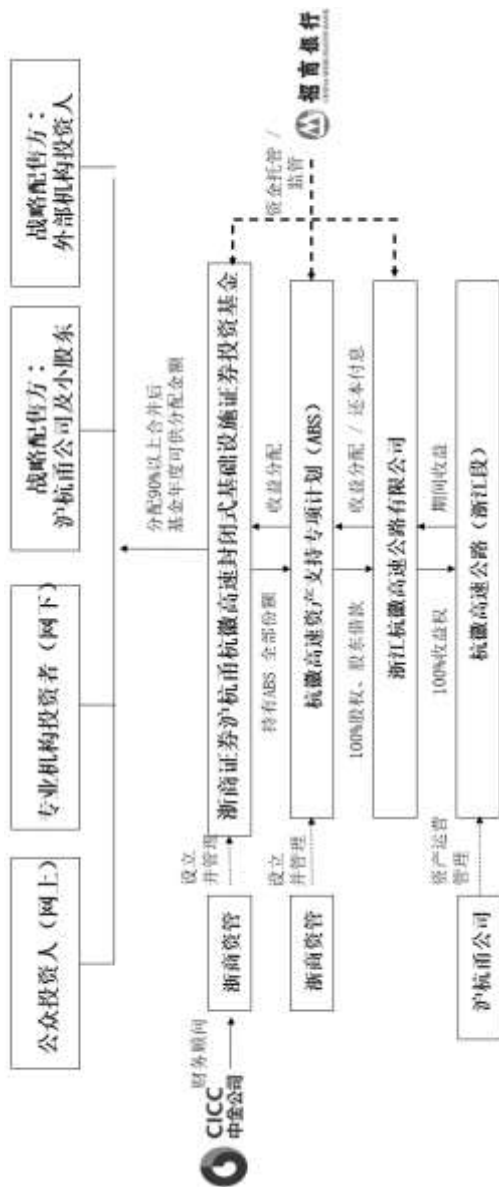 公众投资人（网上）
专业机构投资者（网下）
战略配售方：
沪杭甬公司及小股东
战略配售方：
外部机构投资人
分配90%以上合并后
基金年度可供分配金额
财务顾问
CICC
中金公司
浙商资管
设立
并管理
浙商证券沪杭甬杭徽高速封闭式基础设施证券投资基金
持有ABS 全部份额
收益分配
资金托管 /
监管
招商银行
浙商资管
设立
并管理
杭徽高速资产支持专项计划（ABS）
100%股权、股东借款
收益分配 / 还本付息
浙江杭徽高速公路有限公司
100%收益权
期间收益
沪杭甬公司
资产运营
管理
杭徽高速公路（浙江段）